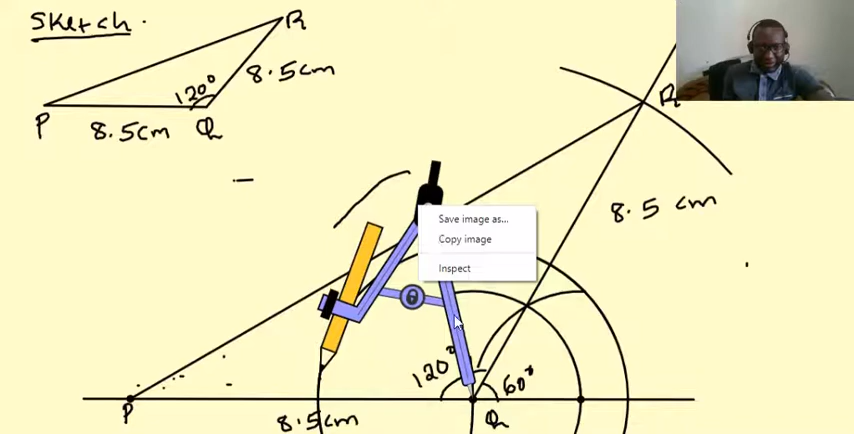 Sketch.
R
120°
8.5cm
P
8.5cm
Q
R
8.5 cm
Save image as...
Copy image
Inspect
120°
60°
P
8.5cm
Q